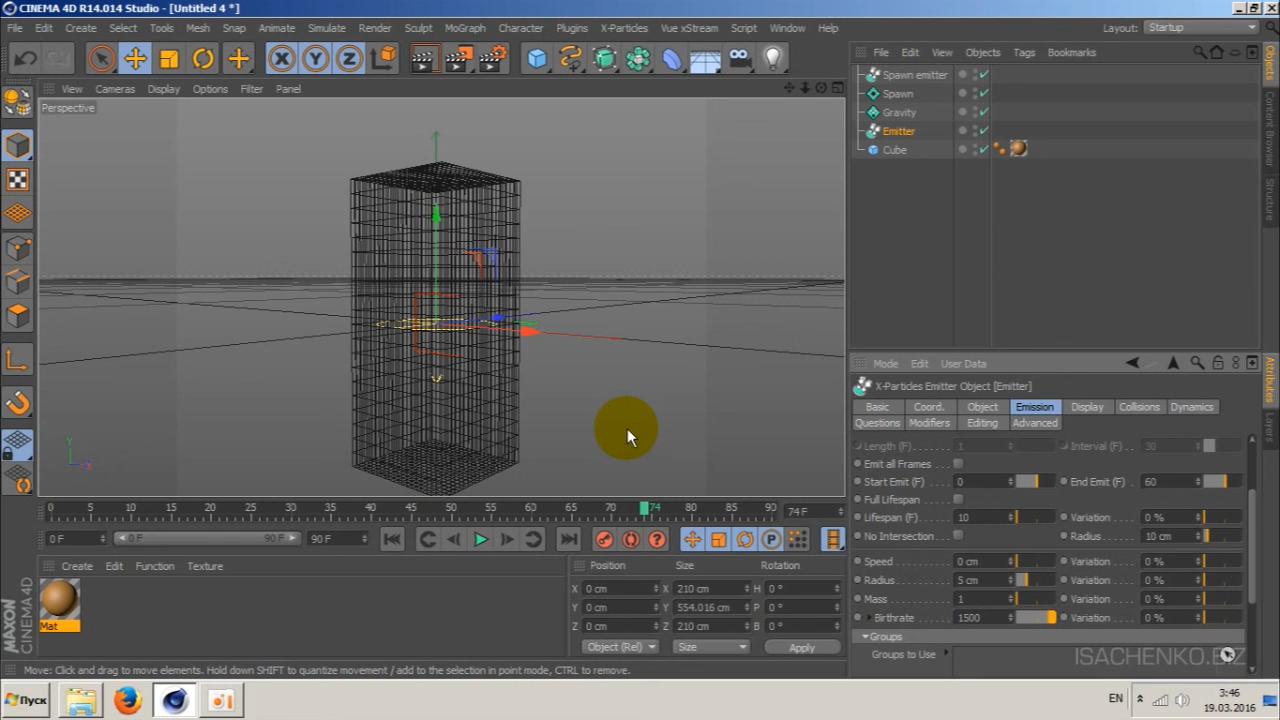 CINEMA 4D R14.014 Studio - [Untitled 4 *]
File Edit Create Select Tools Mesh Snap Animate Simulate Render Sculpt MoGraph Character Plugins X-Particles Vue xStream Script Window Help Layout: Startup
X Y Z
View Cameras Display Options Filter Panel
Perspective
Y
X
0 5 10 15 20 25 30 35 40 45 50 55 60 65 70 74 80 85 90 74 F
0 F 0 F 90 F 90 F
Create Edit Function Texture
Mat
Position Size Rotation
X 0 cm X 210 cm H 0 °
Y 0 cm Y 554.016 cm P 0 °
Z 0 cm Z 210 cm B 0 °
Object (Rel) Size Apply
Move: Click and drag to move elements. Hold down SHIFT to quantize movement / add to the selection in point mode, CTRL to remove.
File Edit View Objects Tags Bookmarks
Spawn emitter
Spawn
Gravity
Emitter
Cube
Objects
Content Browser
Structure
Mode Edit User Data
X-Particles Emitter Object [Emitter]
Basic Coord. Object Emission Display Collisions Dynamics
Questions Modifiers Editing Advanced
Length (F) 1 Interval (F) 30
Emit all Frames
Start Emit (F) 0 End Emit (F) 60
Full Lifespan
Lifespan (F) 10 Variation 0 %
No Intersection Radius 10 cm
Speed 0 cm Variation 0 %
Radius 5 cm Variation 0 %
Mass 1 Variation 0 %
Birthrate 1500 Variation 0 %
Groups
Groups to Use
Attributes
Layers
ISACHENKO.BIZ
Пуск
EN 3:46
19.03.2016